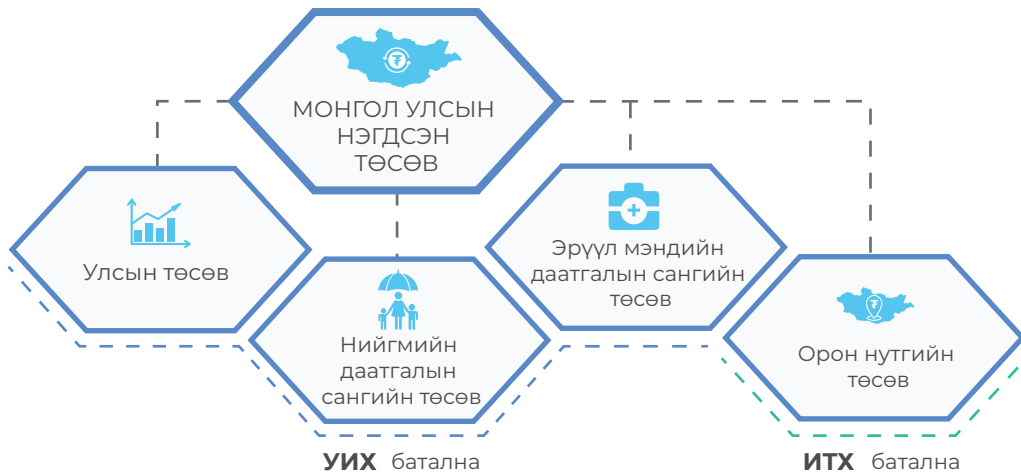 МОНГОЛ УЛСЫН
НЭГДСЭН
ТӨСӨВ
Улсын төсөв
Нийгмийн
даатгалын
сангийн төсөв
Эрүүл мэндийн
даатгалын сангийн
төсөв
Орон нутгийн
төсөв
УИХ батална
ИТХ батална